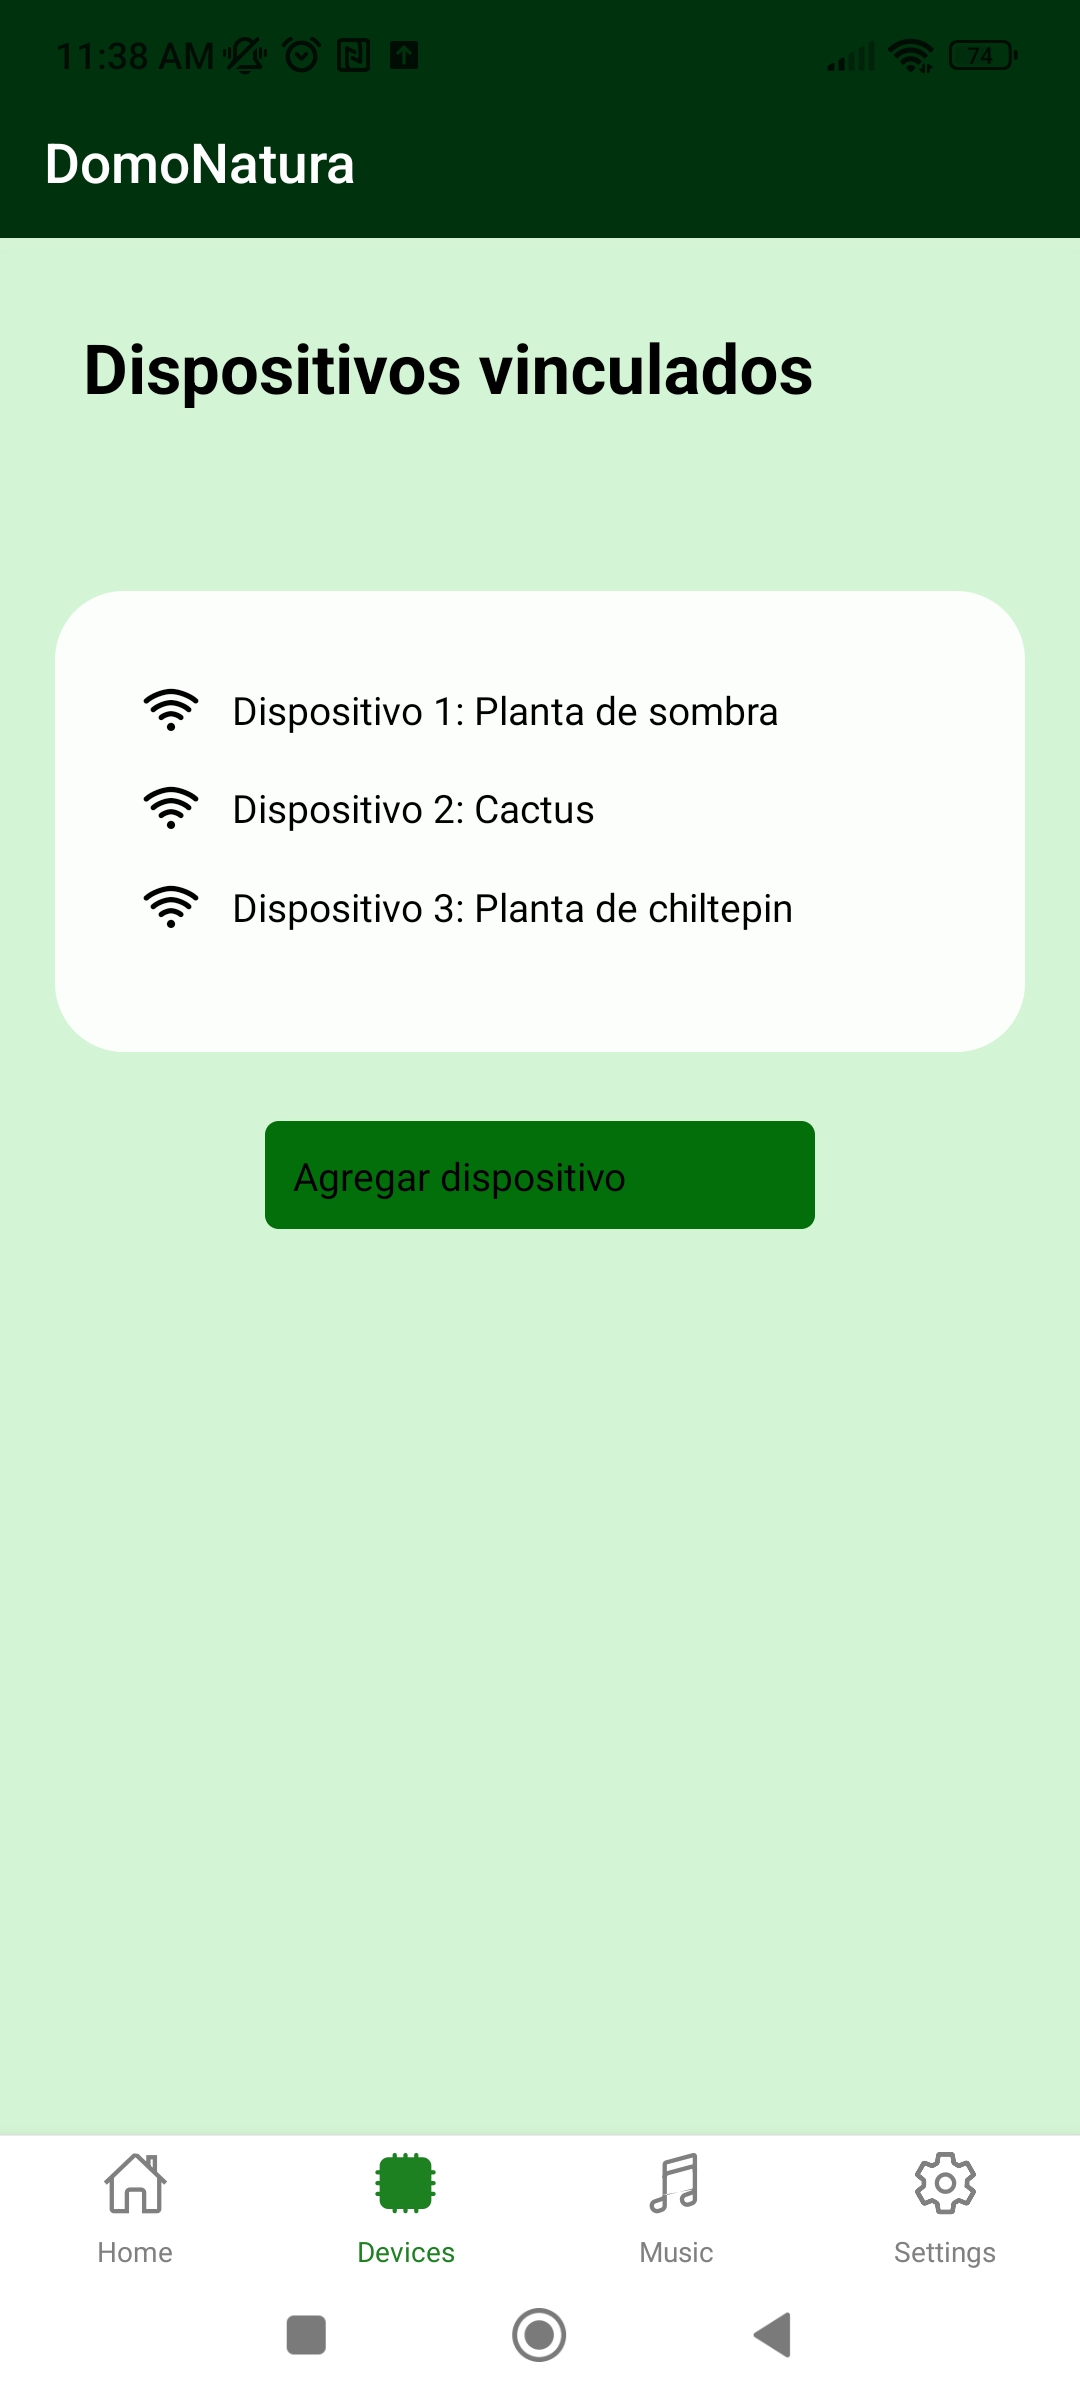 11:38 AM
74
DomoNatura
Dispositivos vinculados
Dispositivo 1: Planta de sombra
Dispositivo 2: Cactus
Dispositivo 3: Planta de chiltepin
Agregar dispositivo
Home
Devices
Music
Settings